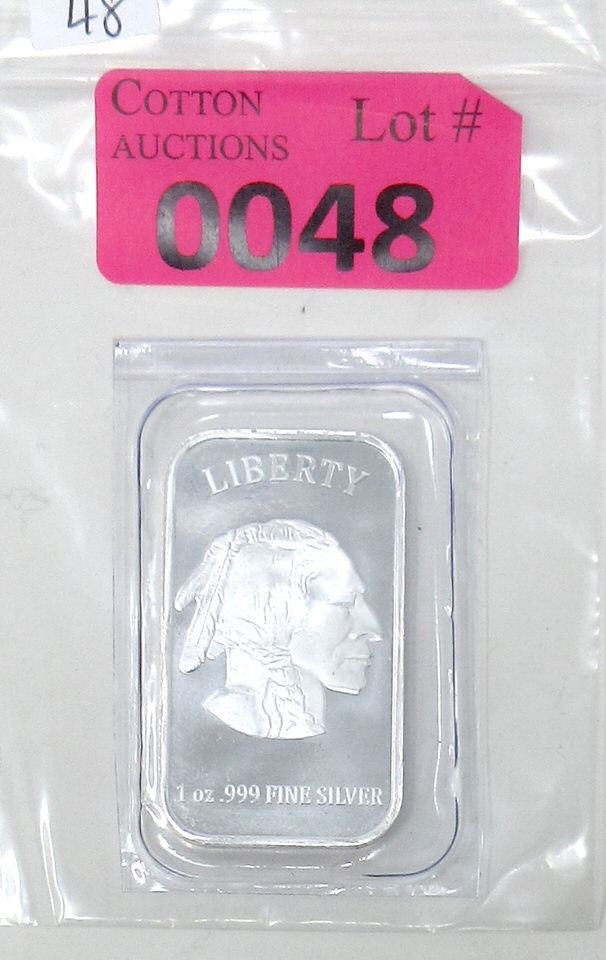 48
COTTON
AUCTIONS
Lot #
0048
LIBERTY
1 oz .999 FINE SILVER